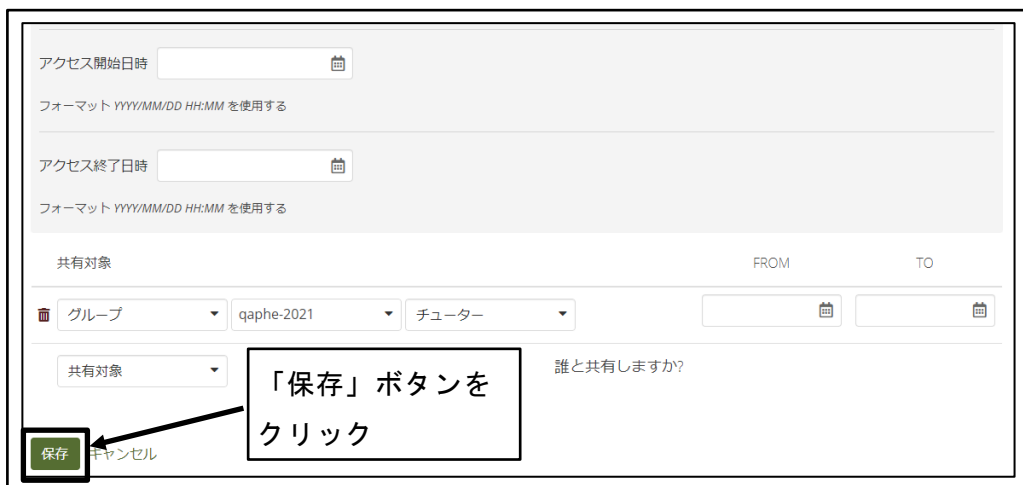 アクセス開始日時
フォーマット YYYY/MM/DD HH:MM を使用する
アクセス終了日時
フォーマット YYYY/MM/DD HH:MM を使用する
共有対象 FROM TO
グループ qaphe-2021 チューター
共有対象 誰と共有しますか?
「保存」ボタンを
クリック
保存 キャンセル